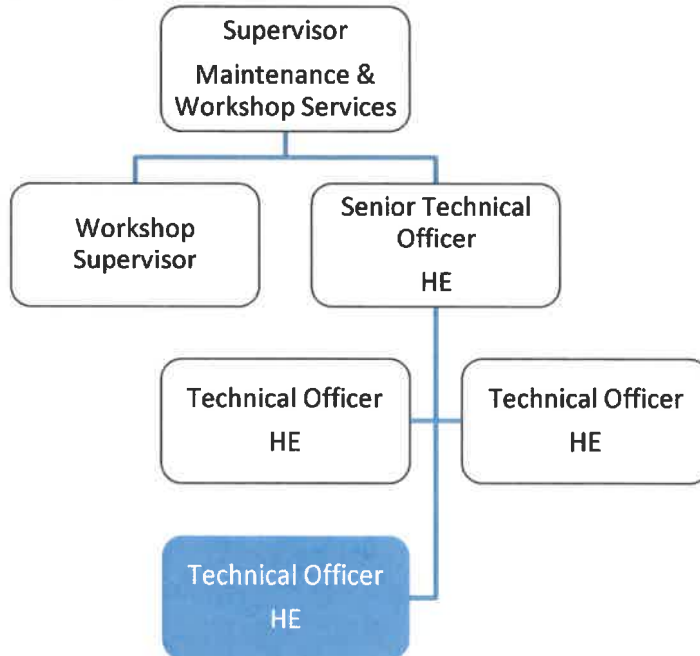 Supervisor
Maintenance &
Workshop Services
Workshop
Supervisor
Senior Technical
Officer
HE
Technical Officer
HE
Technical Officer
HE
Technical Officer
HE